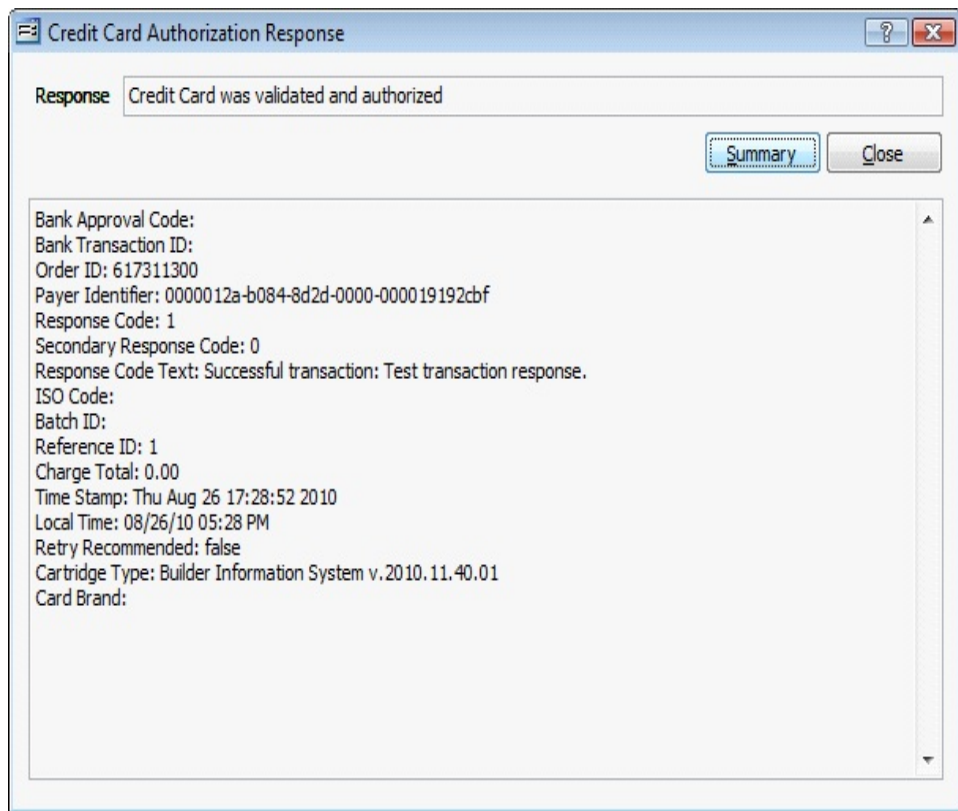 Credit Card Authorization Response
Response Credit Card was validated and authorized
Summary Close
Bank Approval Code:
Bank Transaction ID:
Order ID: 617311300
Payer Identifier: 0000012a-b084-8d2d-0000-000019192cbf
Response Code: 1
Secondary Response Code: 0
Response Code Text: Successful transaction: Test transaction response.
ISO Code:
Batch ID:
Reference ID: 1
Charge Total: 0.00
Time Stamp: Thu Aug 26 17:28:52 2010
Local Time: 08/26/10 05:28 PM
Retry Recommended: false
Cartridge Type: Builder Information System v.2010.11.40.01
Card Brand: